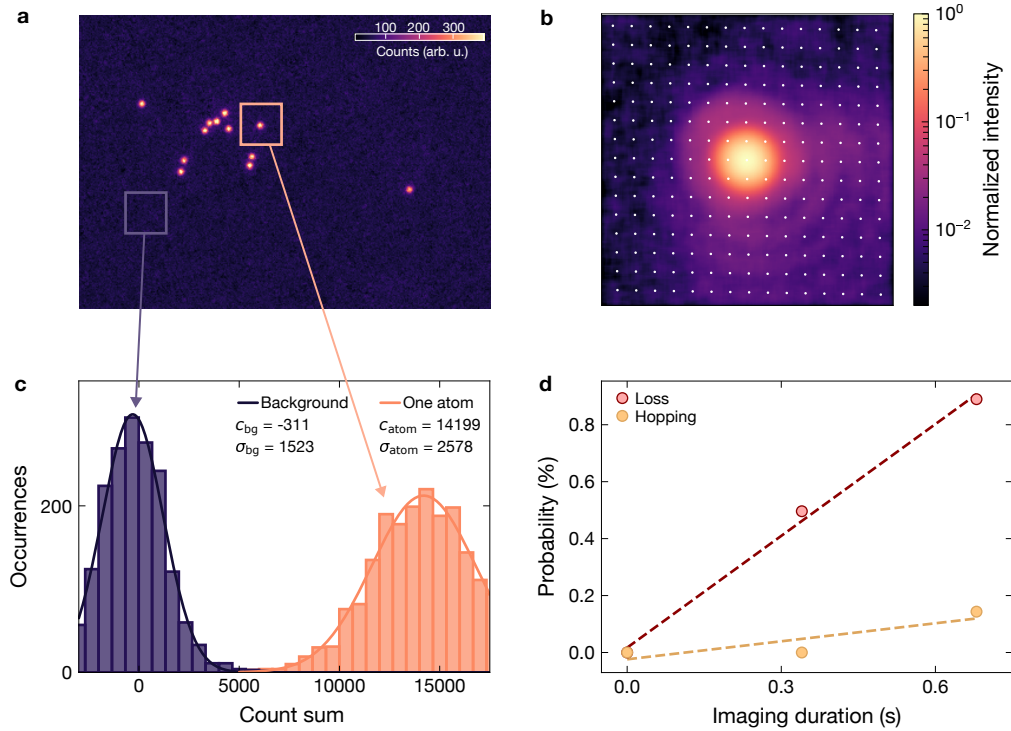 a
100 200 300
Counts (arb. u.)
b
10⁰
10⁻¹
10⁻²
Normalized intensity
c
Background
c_bg = -311
σ_bg = 1523
One atom
c_atom = 14199
σ_atom = 2578
200
0
Occurrences
0 5000 10000 15000
Count sum
d
Loss
Hopping
0.8
0.6
0.4
0.2
0.0
Probability (%)
0.0 0.3 0.6
Imaging duration (s)